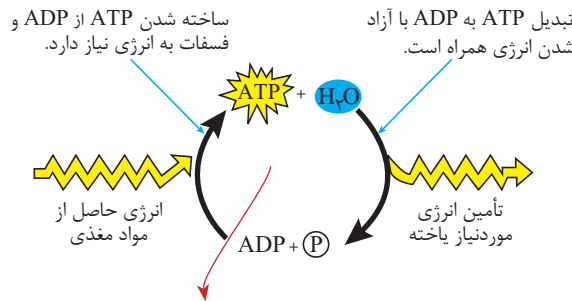 ساخته شدن ATP از ADP و
فسفات به انرژی نیاز دارد.
تبدیل ATP به ADP با آزاد
شدن انرژی همراه است.
ATP + H۲O
انرژی حاصل از
مواد مغذی
تأمین انرژی
موردنیاز یاخته
ADP + P